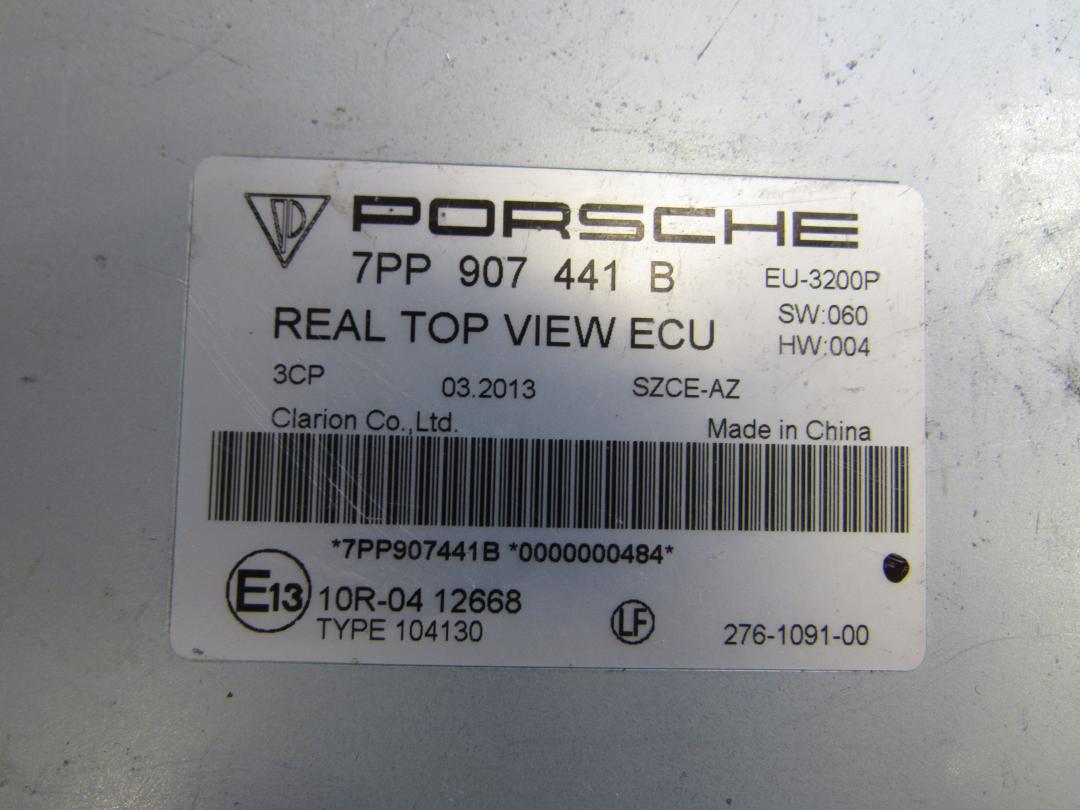 PORSCHE
7PP 907 441 B
EU-3200P
REAL TOP VIEW ECU
SW:060
HW:004
3CP 03.2013 SZCE-AZ
Clarion Co.,Ltd. Made in China
*7PP907441B *0000000484*
E13 10R-04 12668
TYPE 104130
LF
276-1091-00